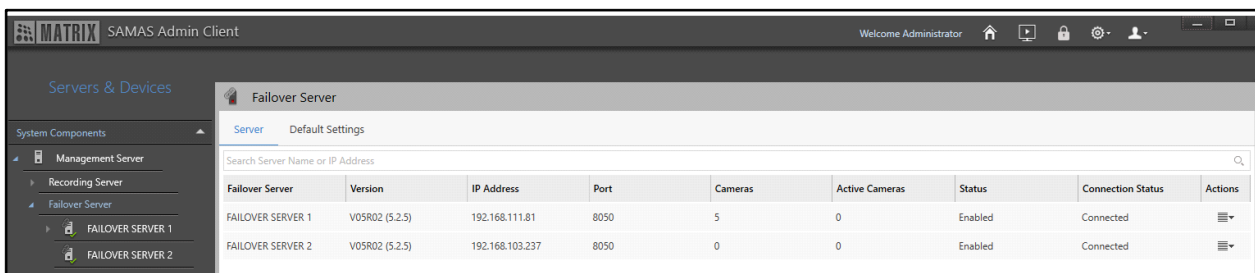 MATRIX SAMAS Admin Client
Welcome Administrator
Servers & Devices
Failover Server
System Components
Server Default Settings
Management Server
Search Server Name or IP Address
Recording Server
Failover Server Version IP Address Port Cameras Active Cameras Status Connection Status Actions
Failover Server
FAILOVER SERVER 1 V05R02 (5.2.5) 192.168.111.81 8050 5 0 Enabled Connected
FAILOVER SERVER 1
FAILOVER SERVER 2 V05R02 (5.2.5) 192.168.103.237 8050 0 0 Enabled Connected
FAILOVER SERVER 2